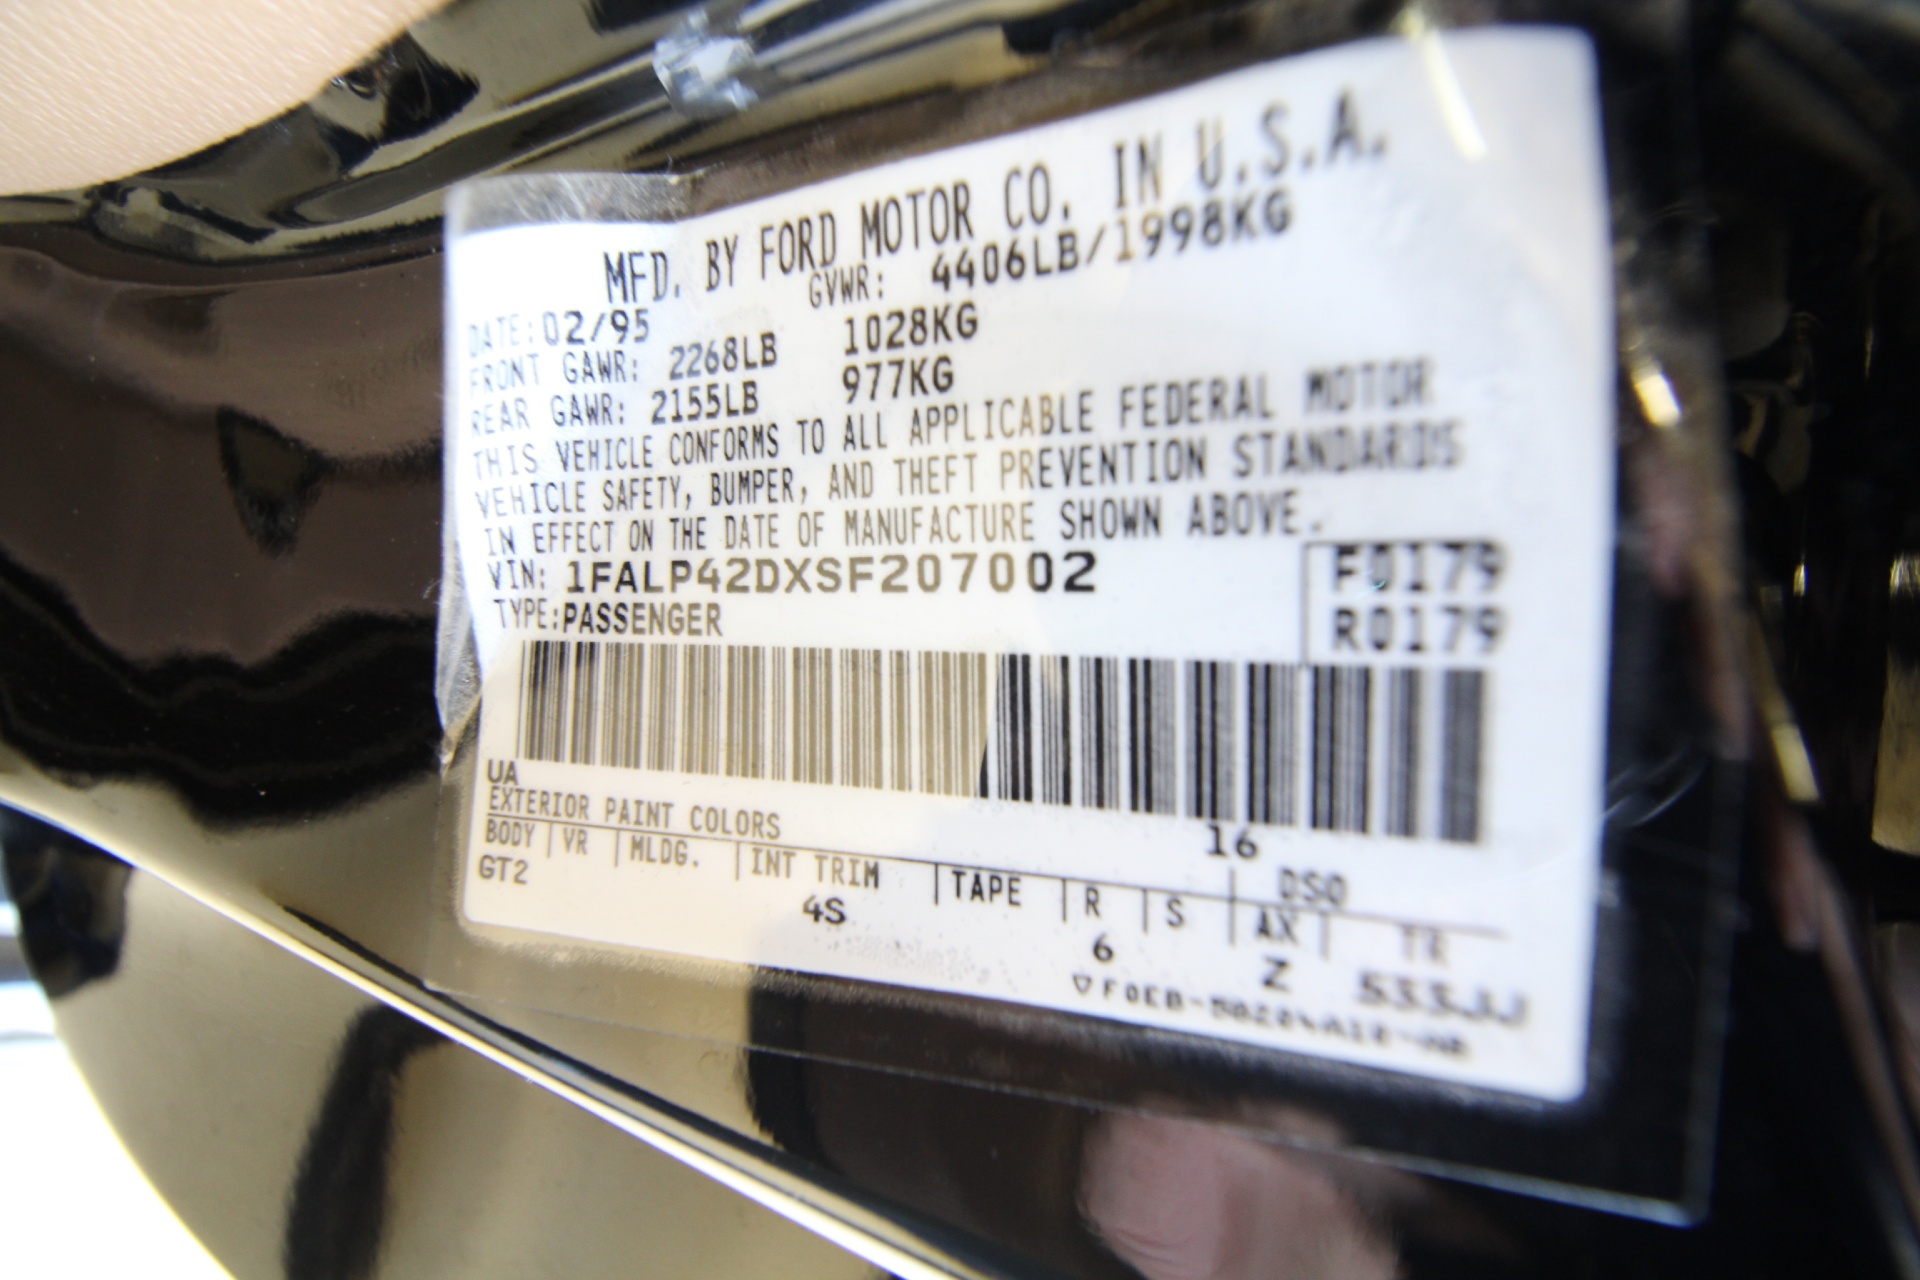 MFD. BY FORD MOTOR CO. IN U.S.A.
DATE: 02/95 GVWR: 4406LB/1998KG
FRONT GAWR: 2268LB 1028KG
REAR GAWR: 2155LB 977KG
THIS VEHICLE CONFORMS TO ALL APPLICABLE FEDERAL MOTOR
VEHICLE SAFETY, BUMPER, AND THEFT PREVENTION STANDARDS
IN EFFECT ON THE DATE OF MANUFACTURE SHOWN ABOVE.
VIN: 1FALP42DXSF207002 F0179
TYPE: PASSENGER R0179
UA
EXTERIOR PAINT COLORS 16 DSO
BODY VR MLDG. INT TRIM TAPE R S AX TR
GT2 4S 6 Z